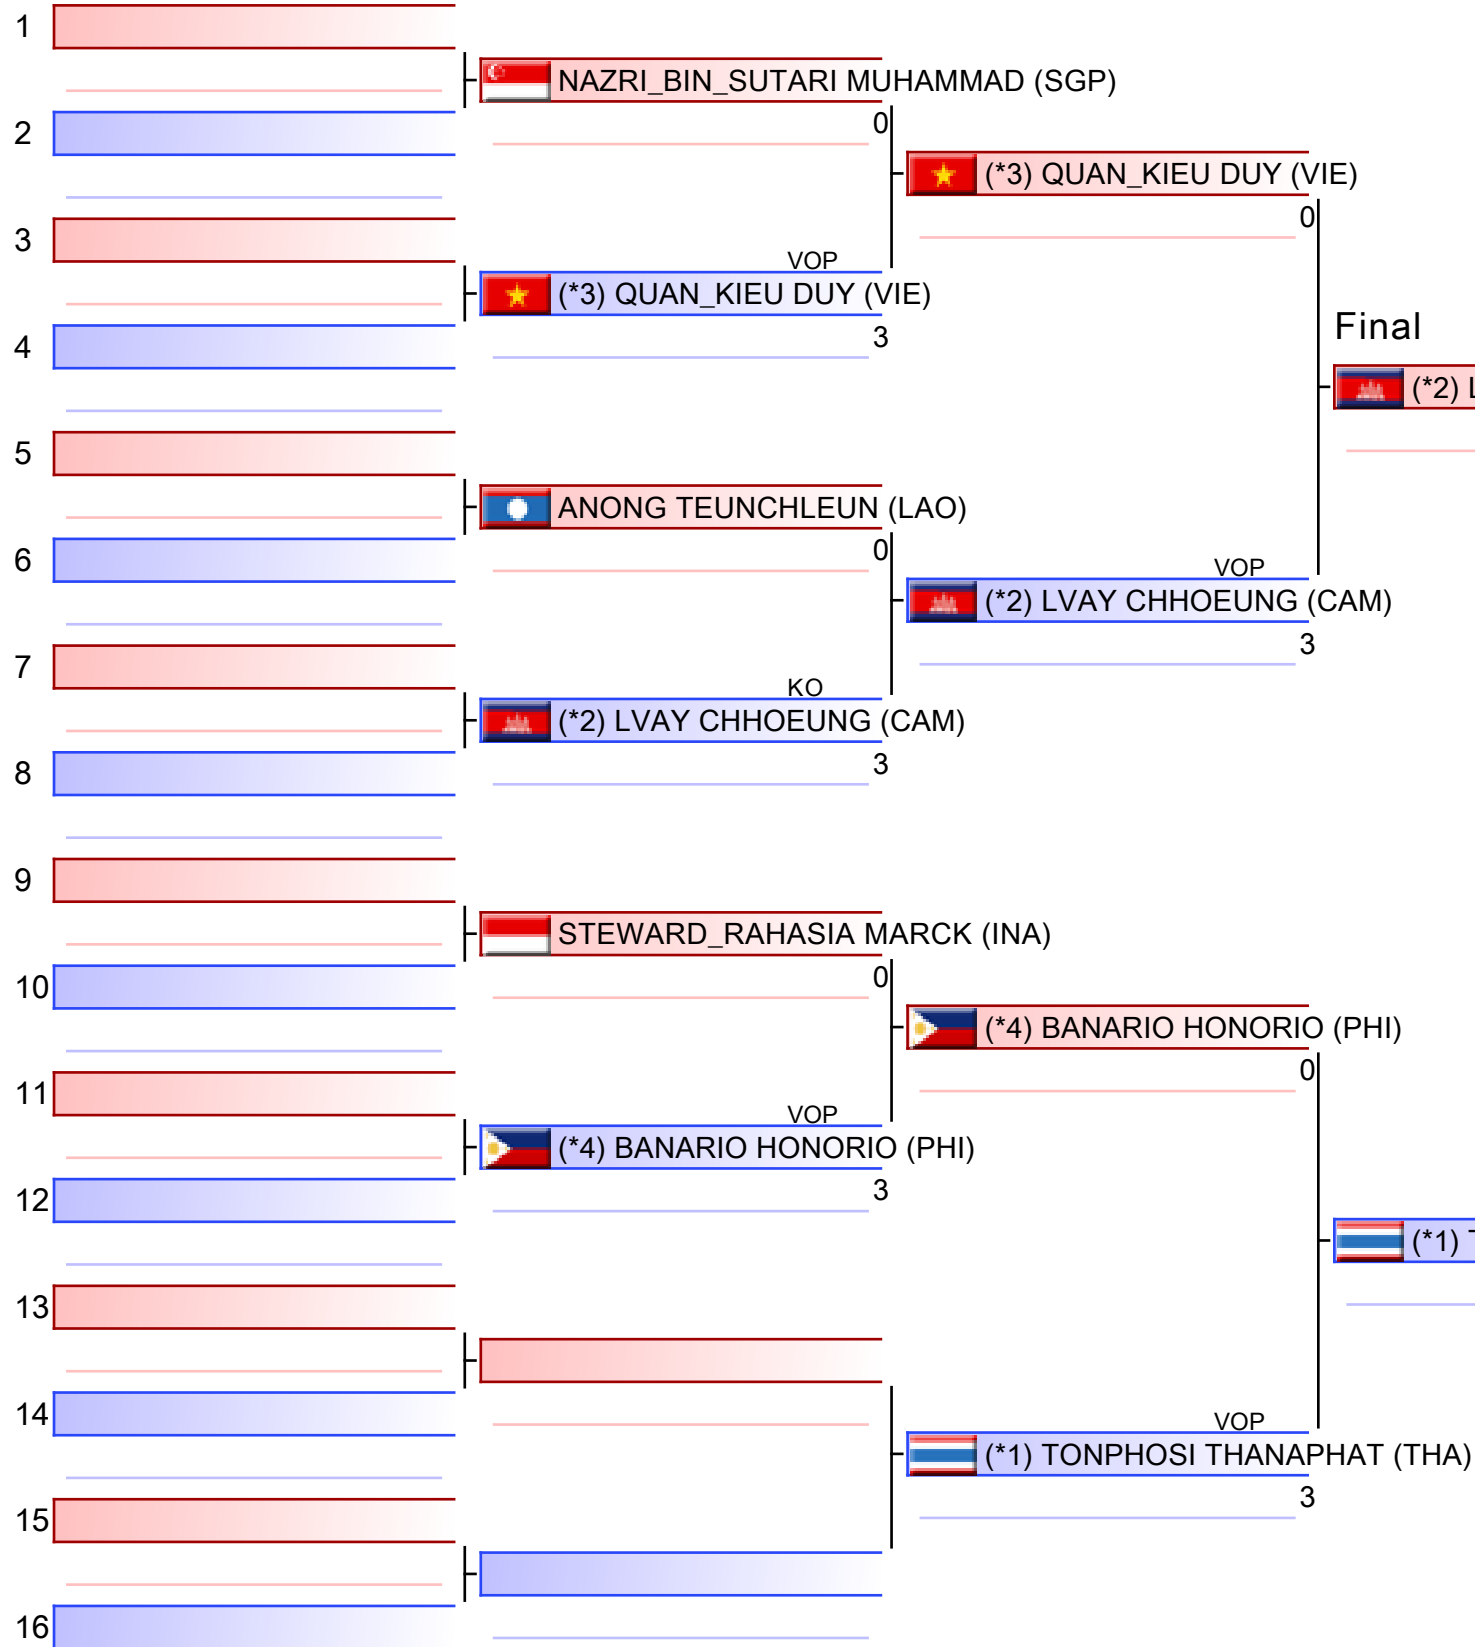 1
NAZRI_BIN_SUTARI MUHAMMAD (SGP)
0
2
(*3) QUAN_KIEU DUY (VIE)
0
3
VOP
(*3) QUAN_KIEU DUY (VIE)
3
4
Final
(*2) L
5
ANONG TEUNCHLEUN (LAO)
0
6
VOP
(*2) LVAY CHHOEUNG (CAM)
3
7
KO
(*2) LVAY CHHOEUNG (CAM)
3
8
9
STEWARD_RAHASIA MARCK (INA)
0
10
(*4) BANARIO HONORIO (PHI)
0
11
VOP
(*4) BANARIO HONORIO (PHI)
3
12
(*1) T
13
14
VOP
(*1) TONPHOSI THANAPHAT (THA)
3
15
16